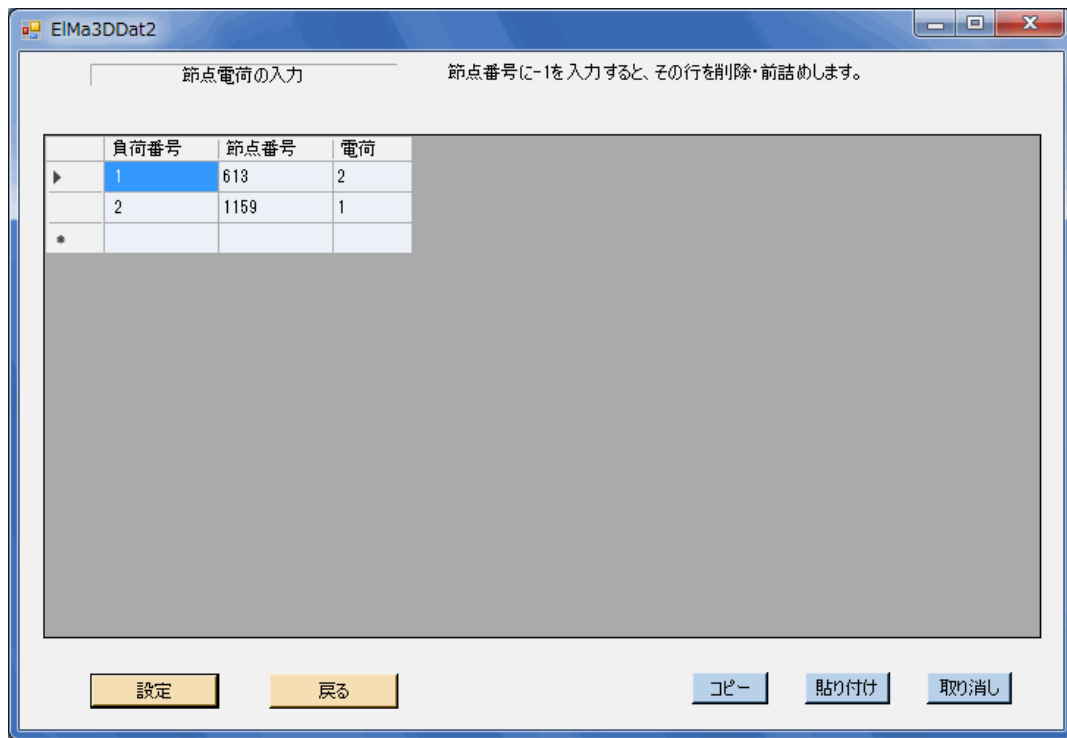 ElMa3DDat2
節点電荷の入力
節点番号に-1を入力すると、その行を削除・前詰めします。
負荷番号 節点番号 電荷
1 613 2
2 1159 1
設定 戻る コピー 貼り付け 取り消し